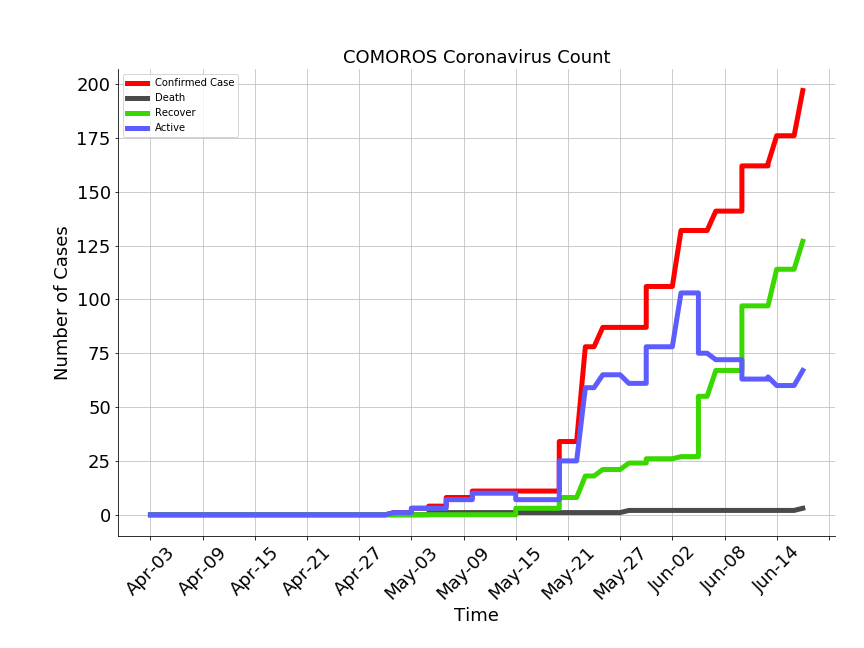 COMOROS Coronavirus Count
Confirmed Case
Death
Recover
Active
200
175
150
125
100
75
50
25
0
Number of Cases
Apr-03
Apr-09
Apr-15
Apr-21
Apr-27
May-03
May-09
May-15
May-21
May-27
Jun-02
Jun-08
Jun-14
Time